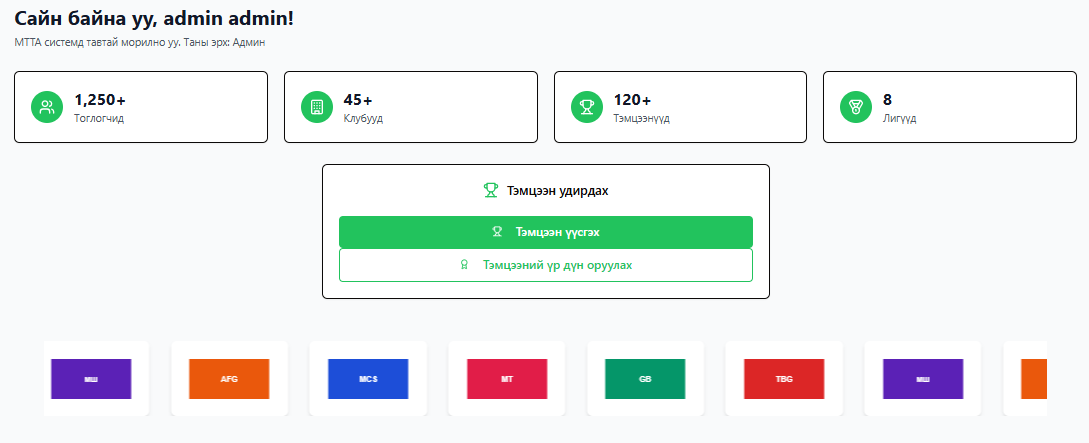 Сайн байна уу, admin admin!
МТТА системд тавтай морилно уу. Таны эрх: Админ
1,250+
Тоглогчид
45+
Клубууд
120+
Тэмцээнүүд
8
Лигүүд
Тэмцээн удирдах
Тэмцээн үүсгэх
Тэмцээний үр дүн оруулах
МШ AFG MCS MT GB TBG МШ